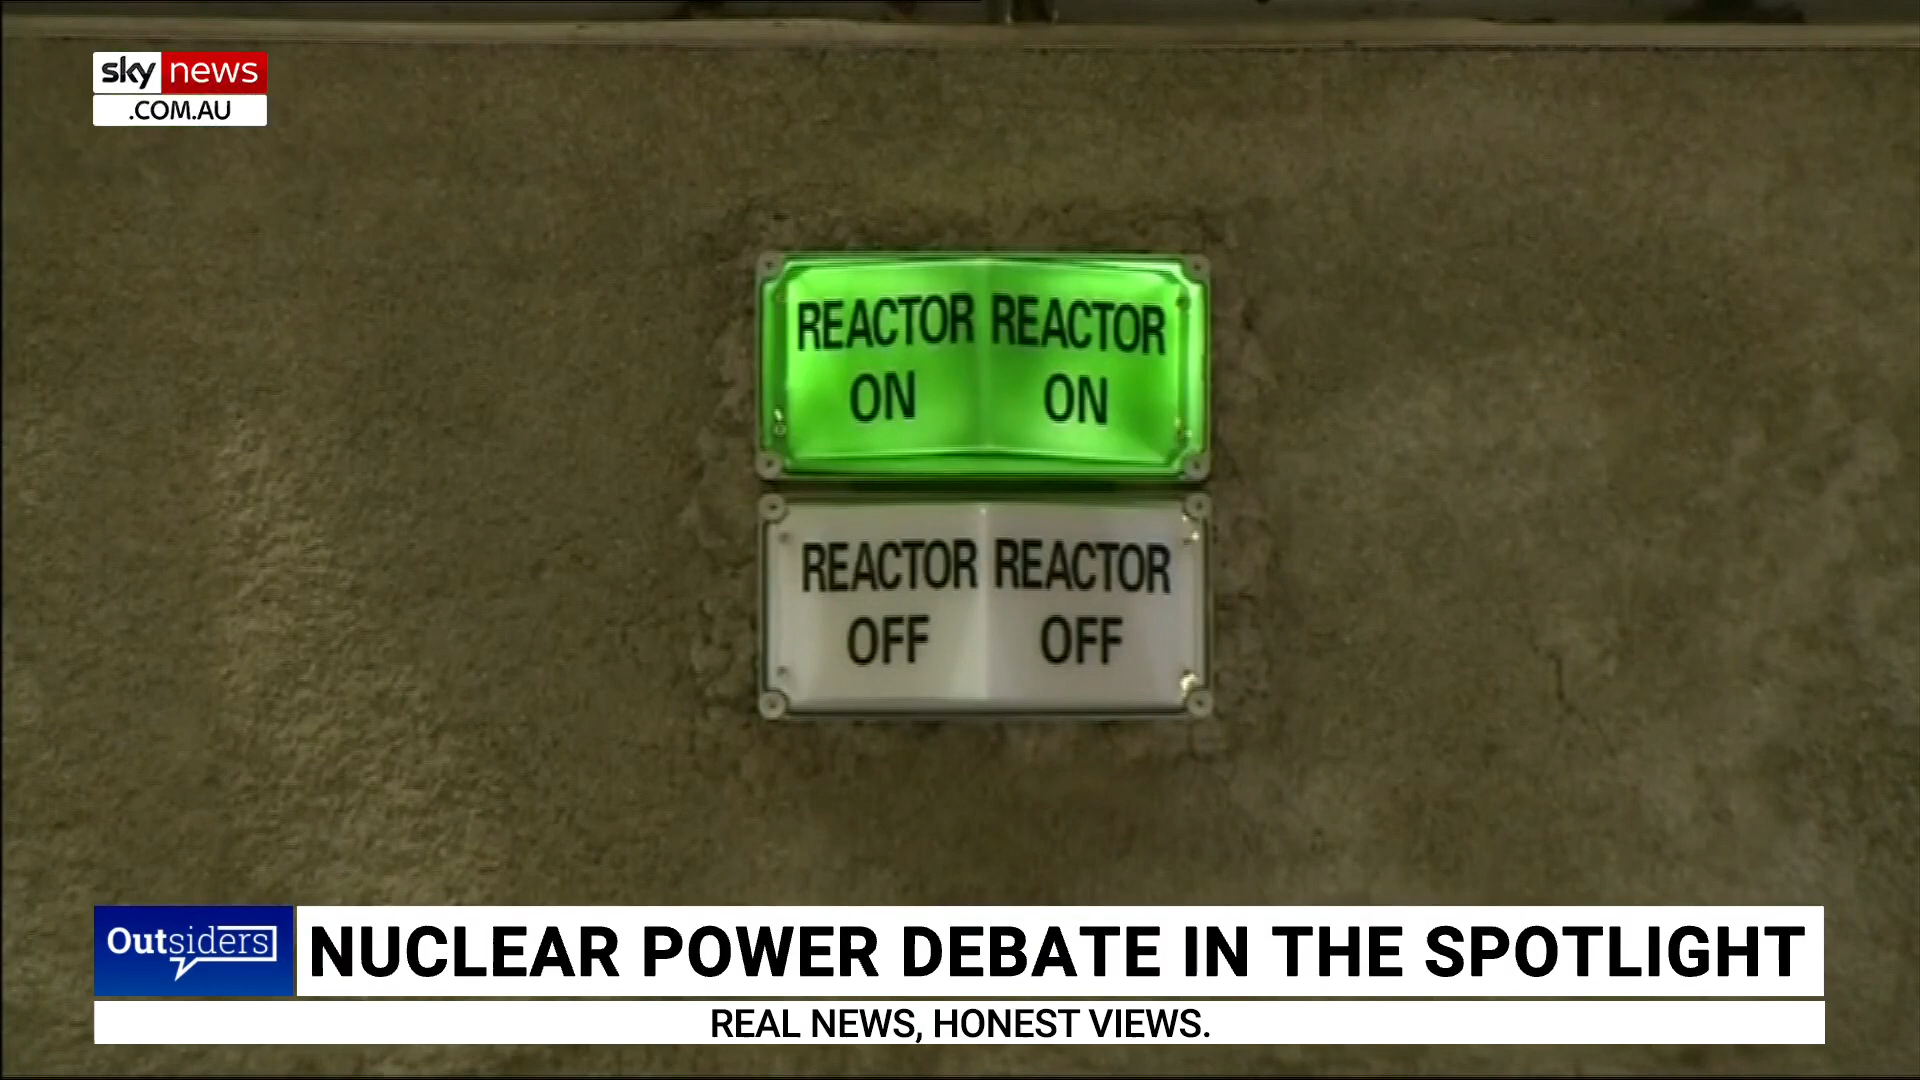 sky news
.COM.AU
REACTOR REACTOR
ON ON
REACTOR REACTOR
OFF OFF
Outsiders
NUCLEAR POWER DEBATE IN THE SPOTLIGHT
REAL NEWS, HONEST VIEWS.